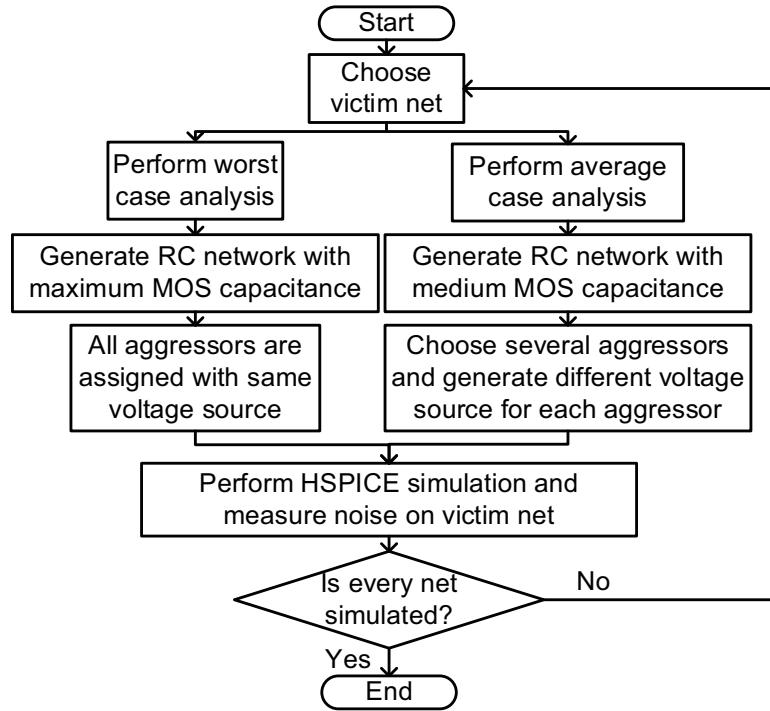 Start
Choose
victim net
Perform worst
case analysis
Perform average
case analysis
Generate RC network with
maximum MOS capacitance
Generate RC network with
medium MOS capacitance
All aggressors are
assigned with same
voltage source
Choose several aggressors
and generate different voltage
source for each aggressor
Perform HSPICE simulation and
measure noise on victim net
Is every net
simulated?
No
Yes
End